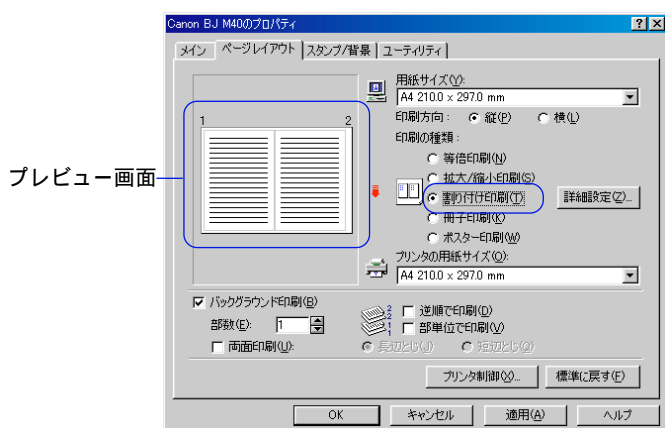 Canon BJ M40のプロパティ
メイン ページレイアウト スタンプ/背景 ユーティリティ
用紙サイズ(Y):
A4 210.0 x 297.0 mm
印刷方向: 縦(P) 横(L)
1 2
印刷の種類:
等倍印刷(N)
拡大/縮小印刷(S)
プレビュー画面
割り付け印刷(T) 詳細設定(Z)...
冊子印刷(K)
ポスター印刷(W)
プリンタの用紙サイズ(O):
A4 210.0 x 297.0 mm
バックグラウンド印刷(B)
部数(E): 1
両面印刷(U):
2 2 1 1
逆順で印刷(D)
部単位で印刷(V)
長辺とじ(J) 短辺とじ(Q)
プリンタ制御(X)... 標準に戻す(F)
OK キャンセル 適用(A) ヘルプ